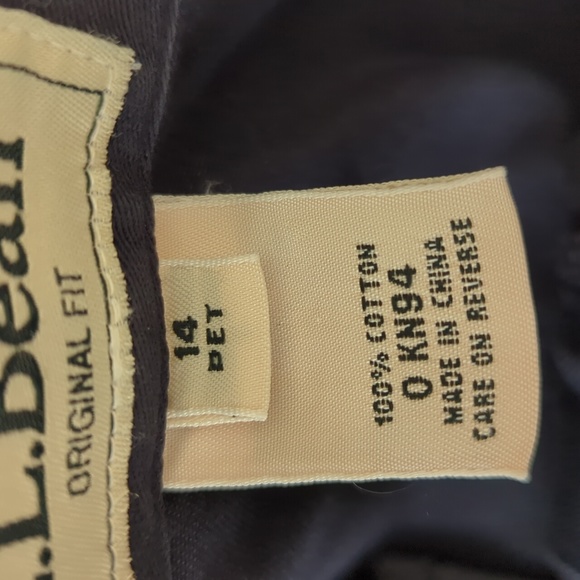 L.L.Bean
ORIGINAL FIT
14
PET
100% COTTON
0 KN94
MADE IN CHINA
CARE ON REVERSE